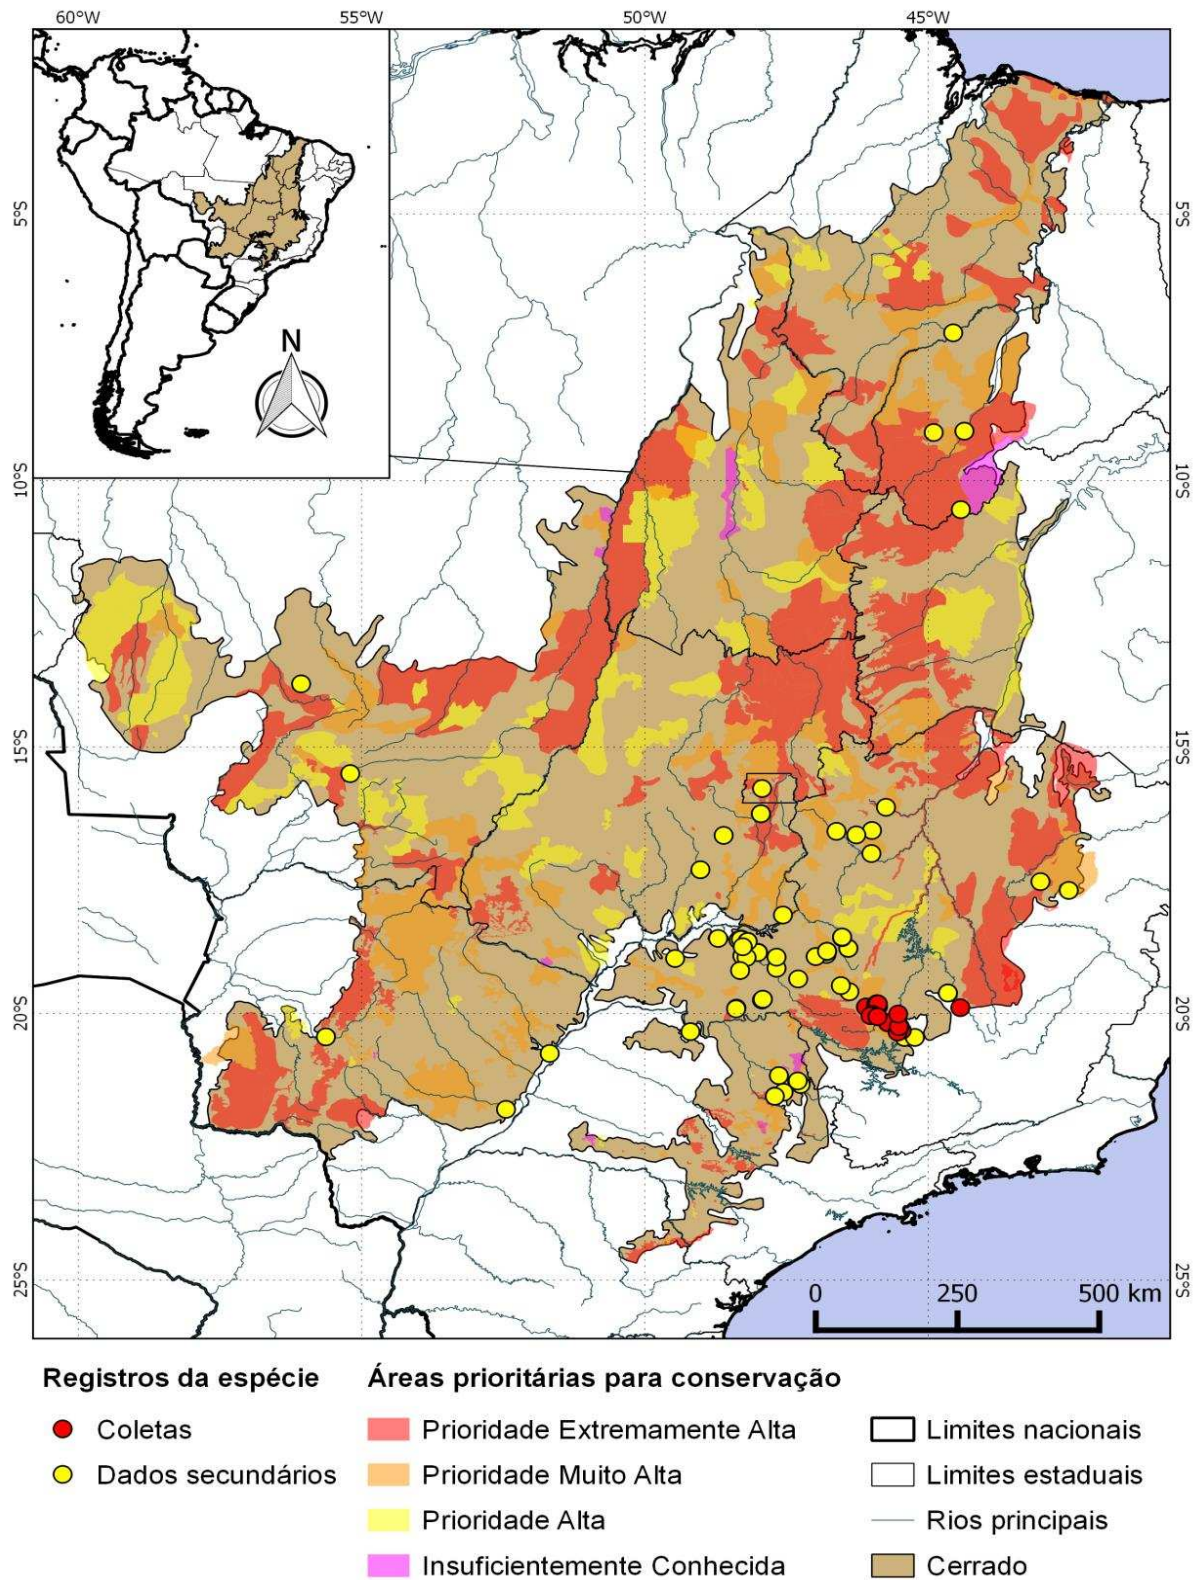 60°W 55°W 50°W 45°W
N
5°S 5°S
10°S 10°S
15°S 15°S
20°S 20°S
25°S 25°S
0 250 500 km
Registros da espécie
Coletas
Dados secundários
Áreas prioritárias para conservação
Prioridade Extremamente Alta
Prioridade Muito Alta
Prioridade Alta
Insuficientemente Conhecida
Limites nacionais
Limites estaduais
Rios principais
Cerrado